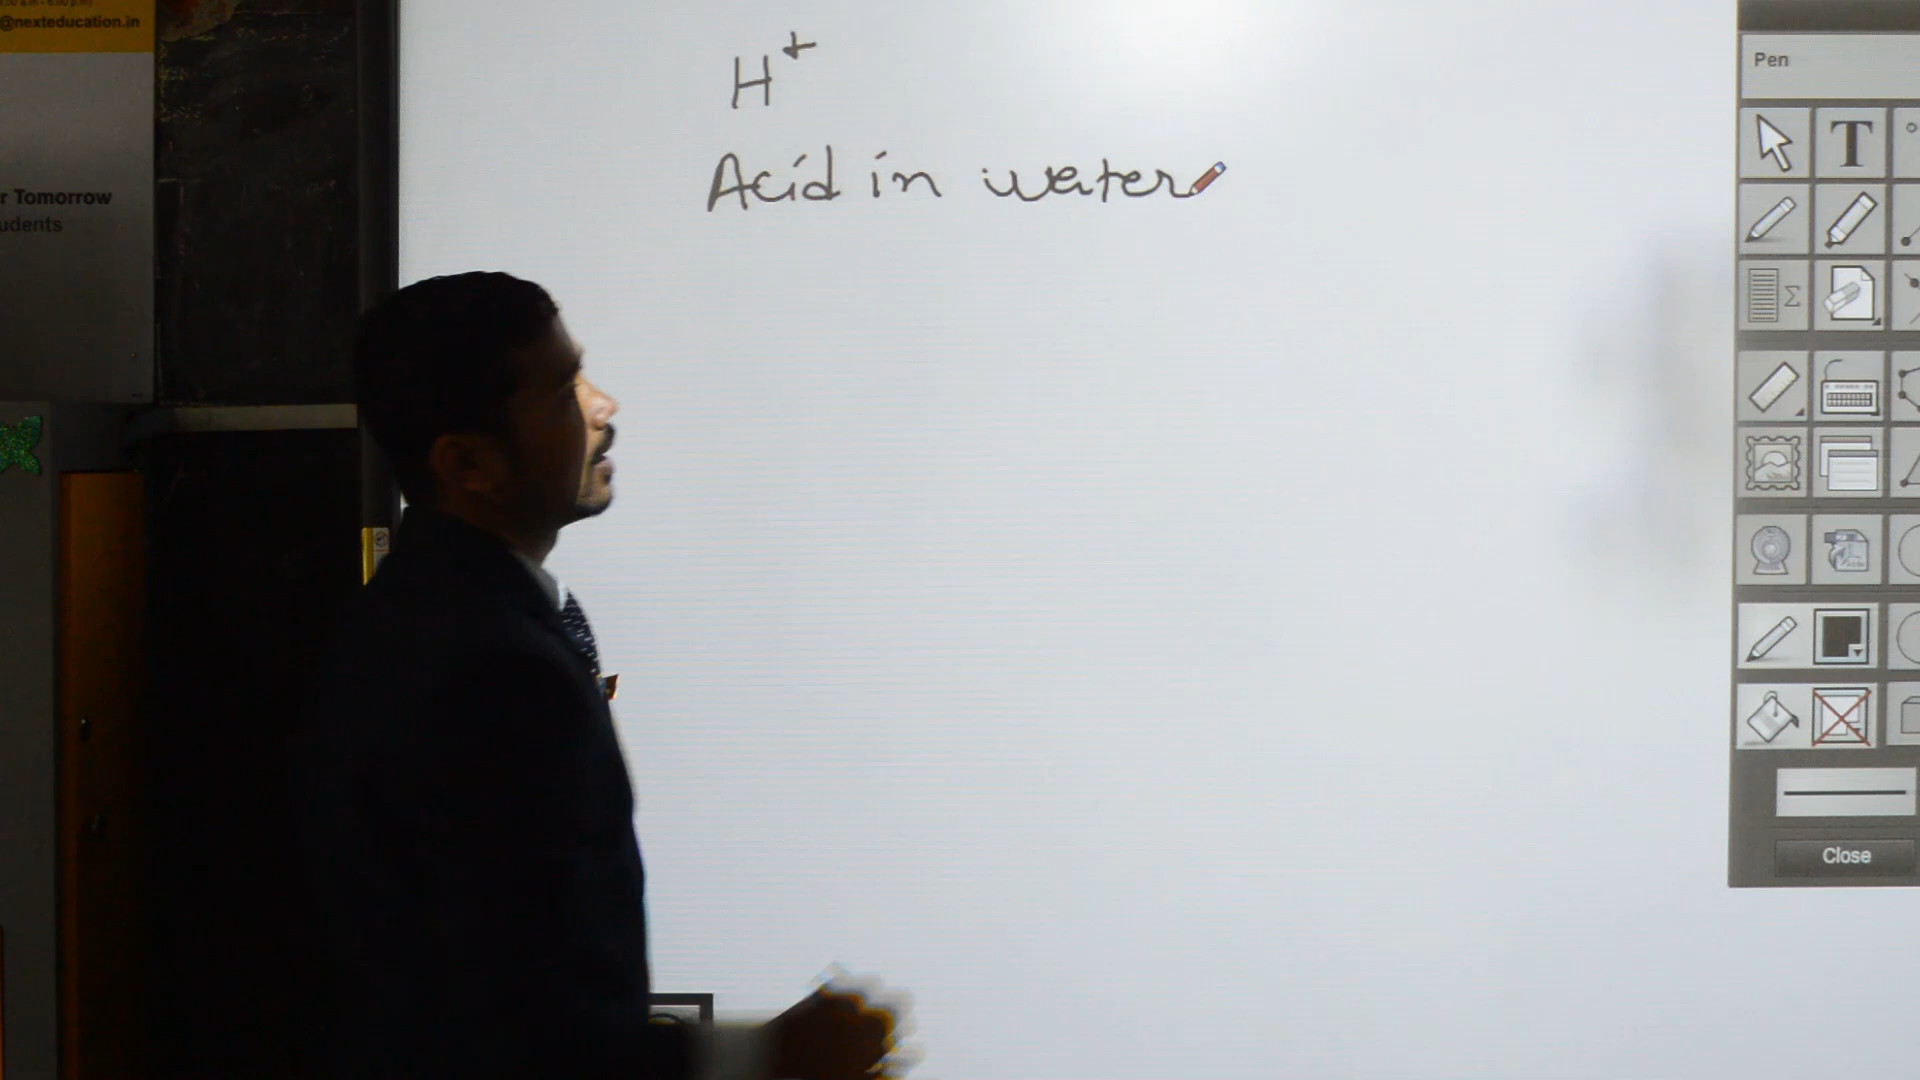 @nexteducation.in
r Tomorrow
udents
H+
Acid in water
Pen
T
Σ
Close